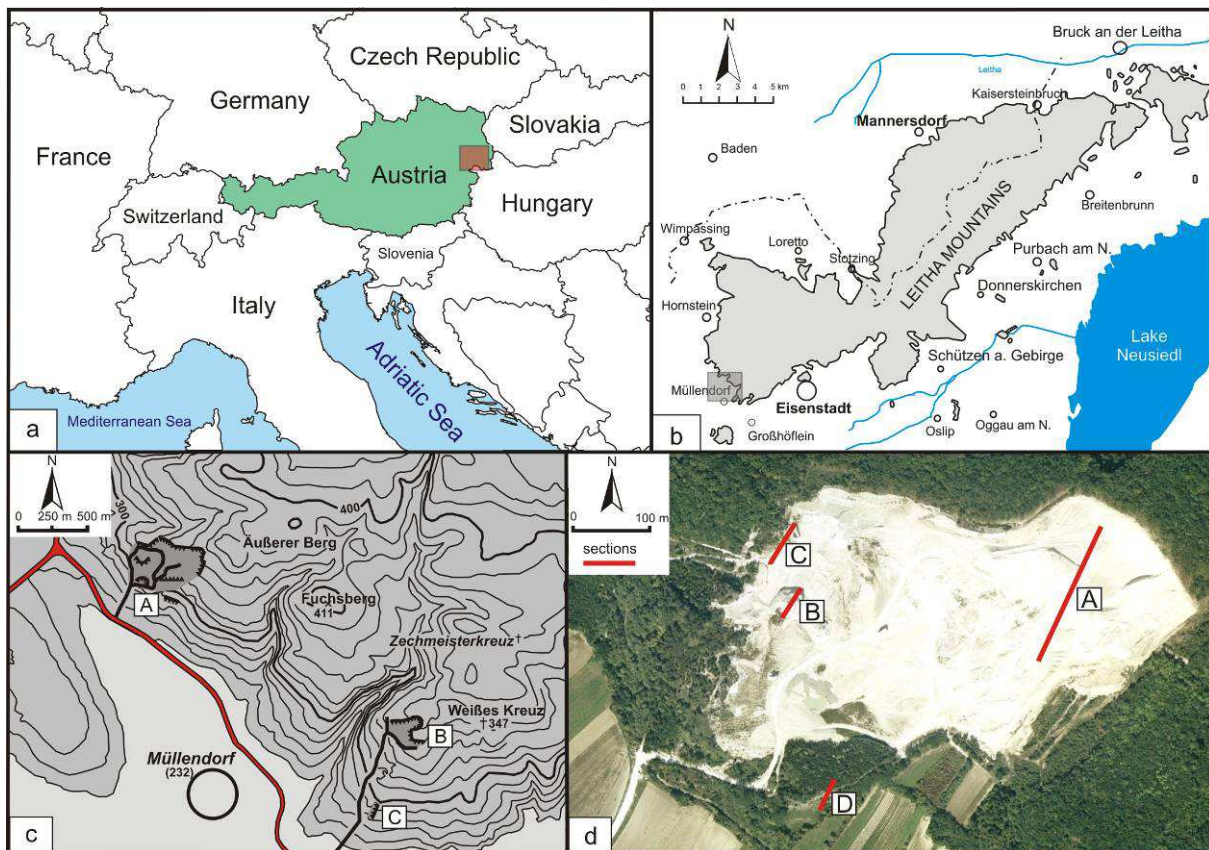 Czech Republic
Germany
Slovakia
France
Austria
Hungary
Switzerland
Slovenia
Italy
Adriatic Sea
Mediterranean Sea
a
N
0 1 2 3 4 5 km
Bruck an der Leitha
Leitha
Kaisersteinbruch
Mannersdorf
Baden
LEITHA MOUNTAINS
Breitenbrunn
Wimpassing
Loretto
Stotzing
Purbach am N.
Donnerskirchen
Hornstein
Lake
Neusiedl
Schützen a. Gebirge
Müllendorf
Eisenstadt
Großhöflein
Oslip
Oggau am N.
b
N
0 250 m 500 m
300
400
Äußerer Berg
A
Fuchsberg
411
Zechmeisterkreuz†
Weißes Kreuz
†347
B
Müllendorf
(232)
C
c
N
0 100 m
sections
C
B
A
D
d